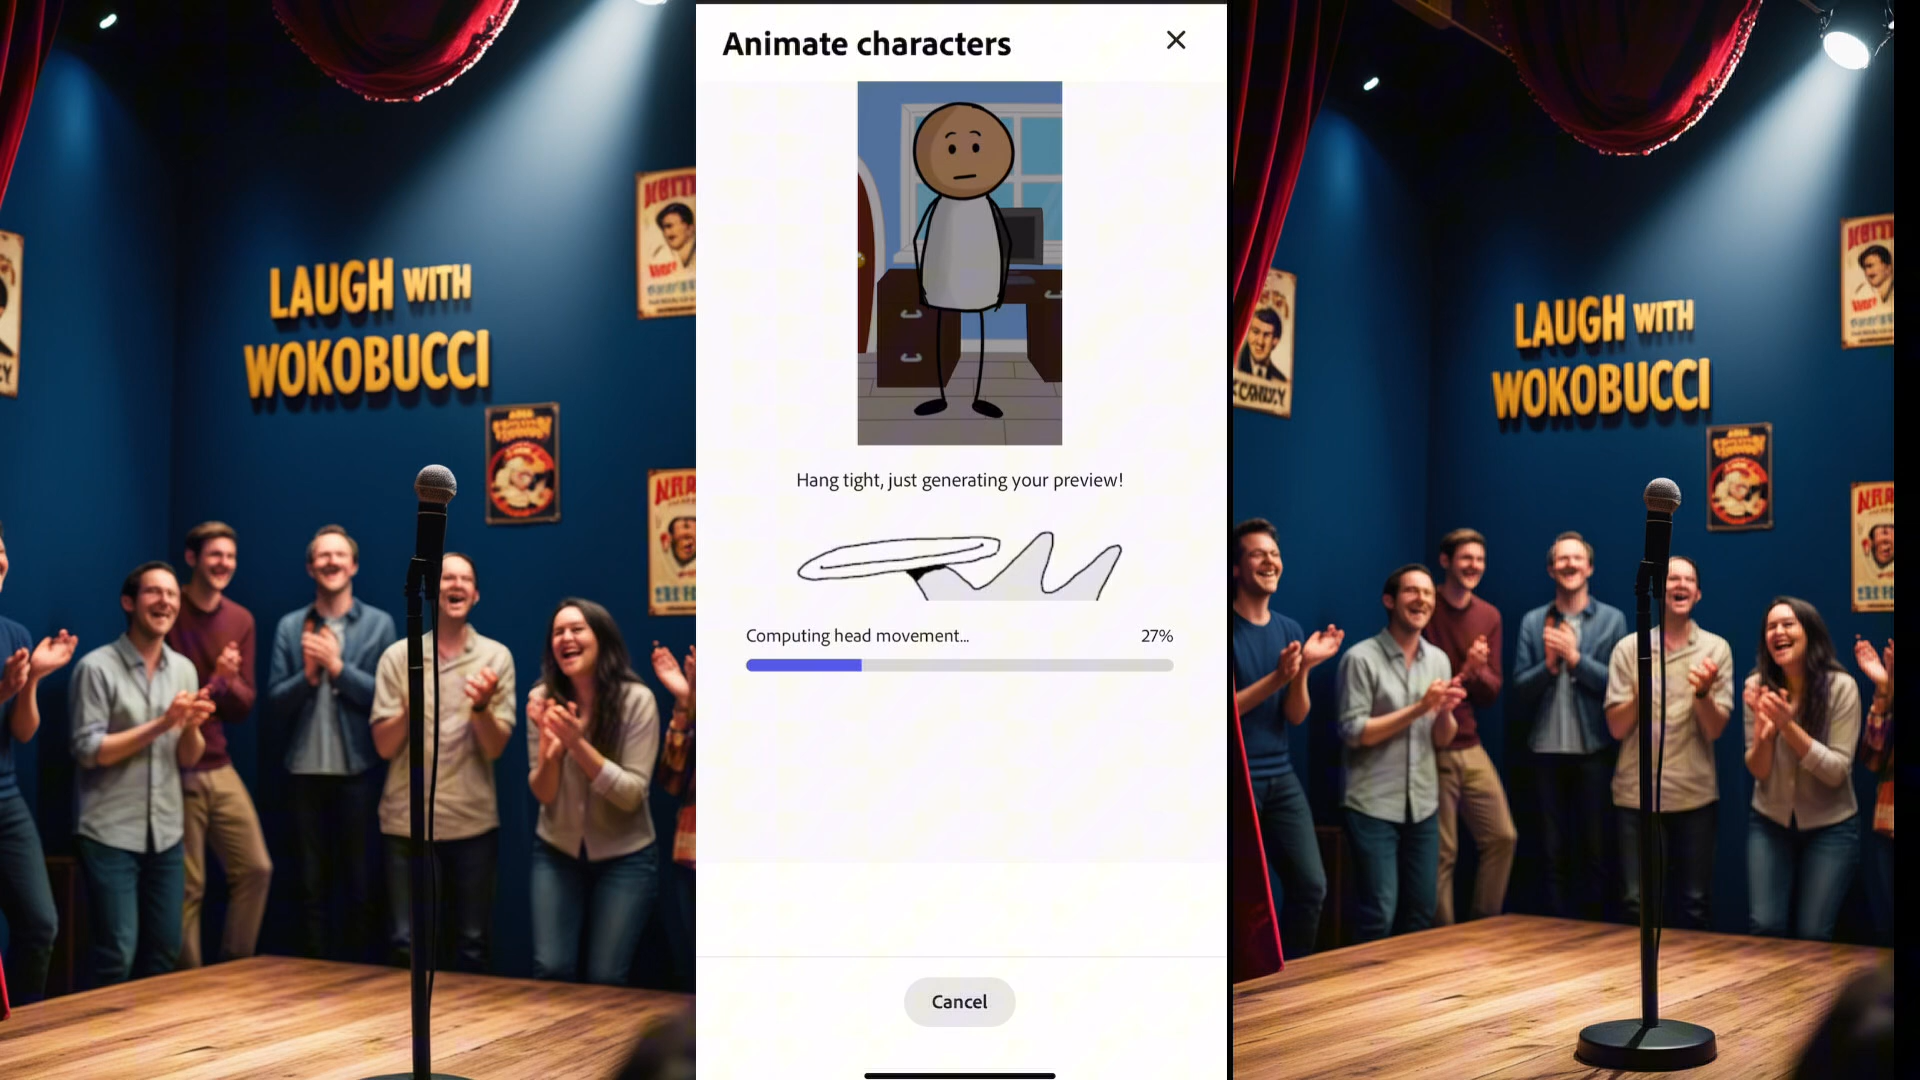 LAUGH WITH
WOKOBUCCI
Animate characters
Hang tight, just generating your preview!
Computing head movement...
27%
Cancel
LAUGH WITH
WOKOBUCCI